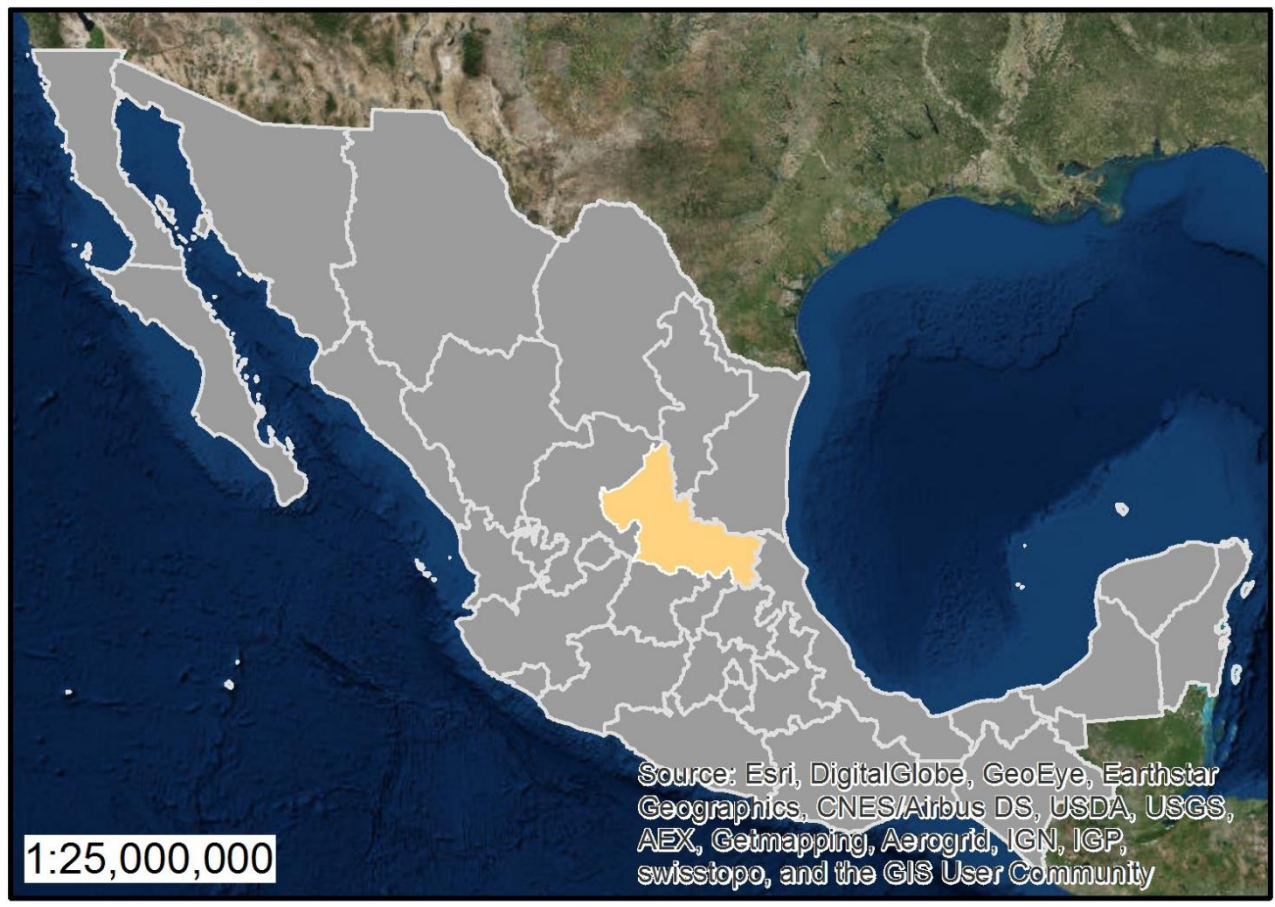 Source: Esri, DigitalGlobe, GeoEye, Earthstar
Geographics, CNES/Airbus DS, USDA, USGS,
AEX, Getmapping, Aerogrid, IGN, IGP,
swisstopo, and the GIS User Community
1:25,000,000